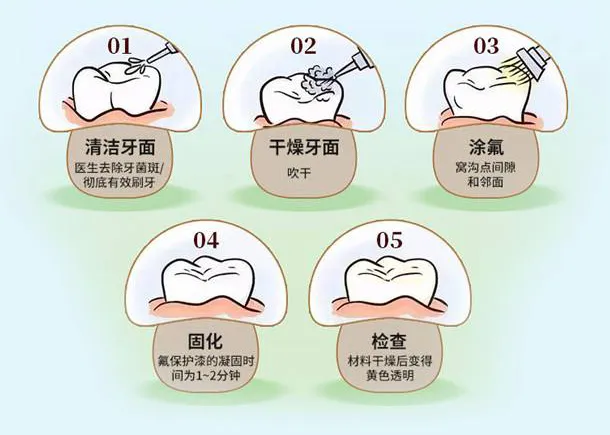 01
清洁牙面
医生去除牙菌斑/
彻底有效刷牙
02
干燥牙面
吹干
03
涂氟
窝沟点间隙
和邻面
04
固化
氟保护漆的凝固时
间为1~2分钟
05
检查
材料干燥后变得
黄色透明